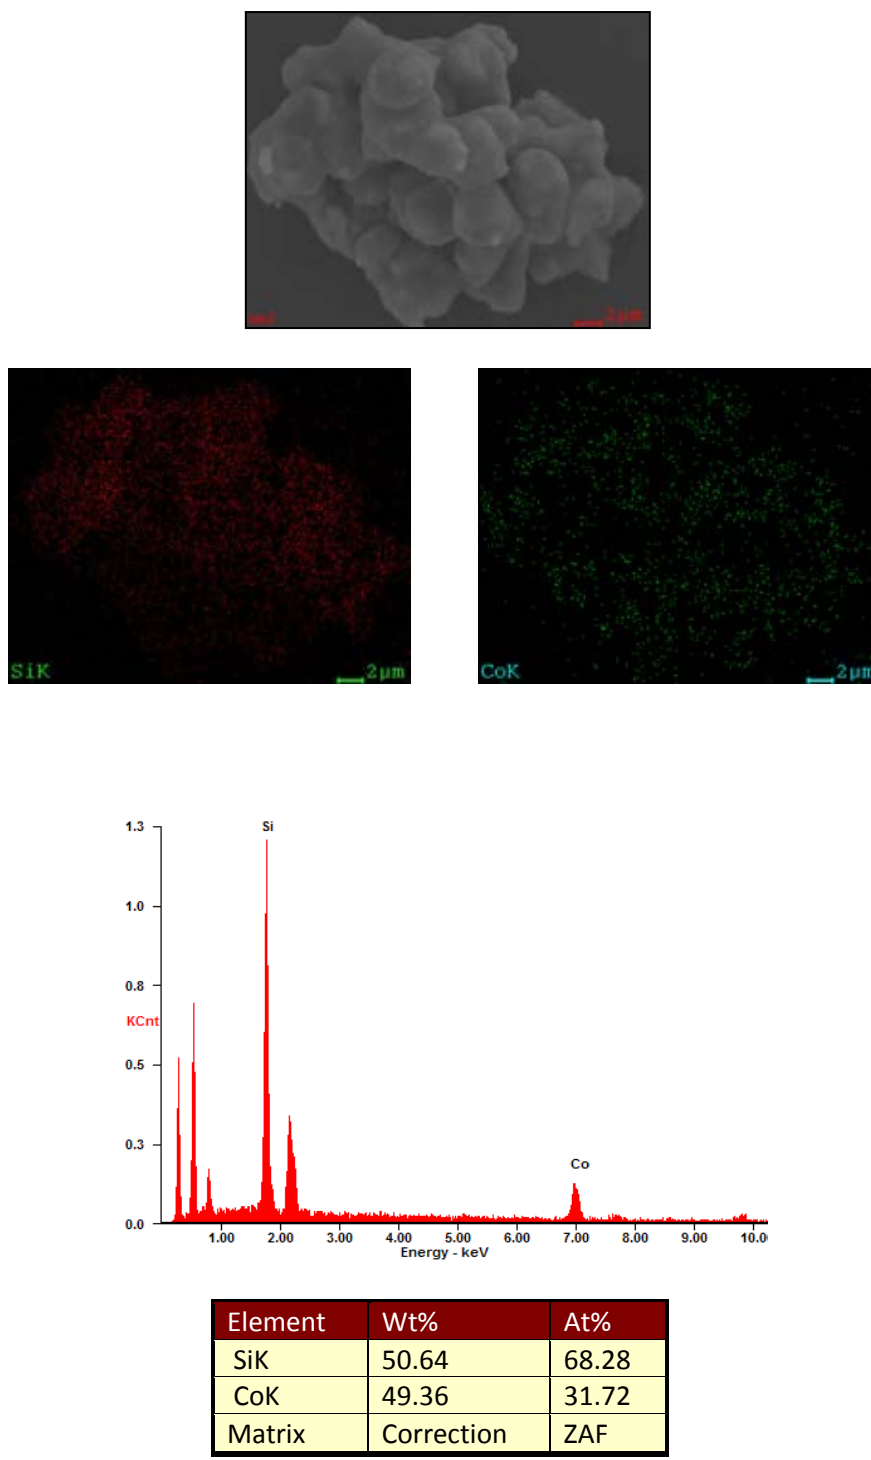 2µm
SiK 2µm
CoK 2µm
Si
1.3
1.0
0.8
KCnt
0.5
0.3
Co
0.0
1.00 2.00 3.00 4.00 5.00 6.00 7.00 8.00 9.00 10.0
Energy - keV
Element Wt% At%
SiK 50.64 68.28
CoK 49.36 31.72
Matrix Correction ZAF